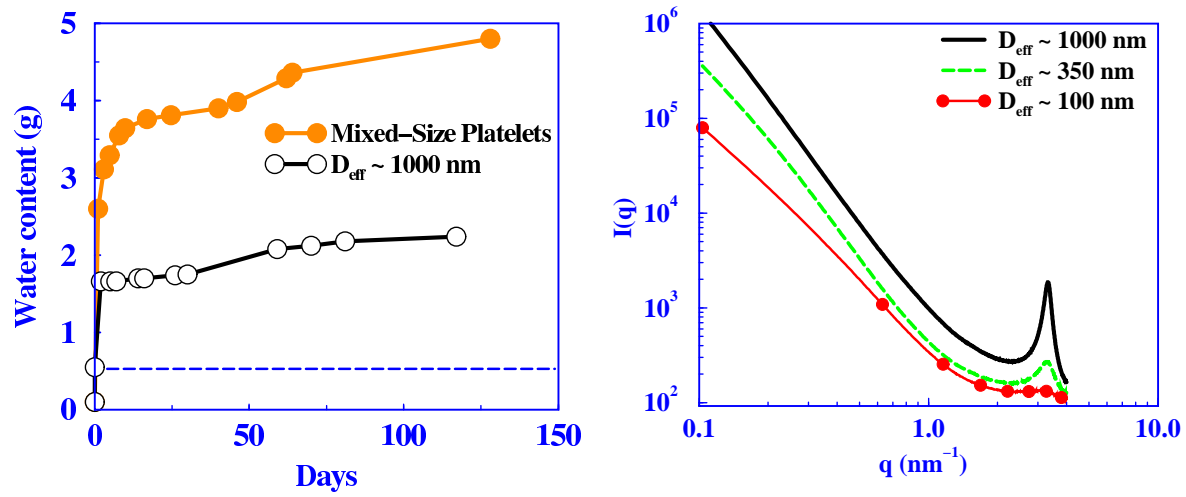 5
4
3
2
1
0
Water content (g)
Mixed−Size Platelets
D_eff ~ 1000 nm
0
50
100
150
Days
10^6
10^5
10^4
10^3
10^2
I(q)
D_eff ~ 1000 nm
D_eff ~ 350 nm
D_eff ~ 100 nm
0.1
1.0
10.0
q (nm^−1)